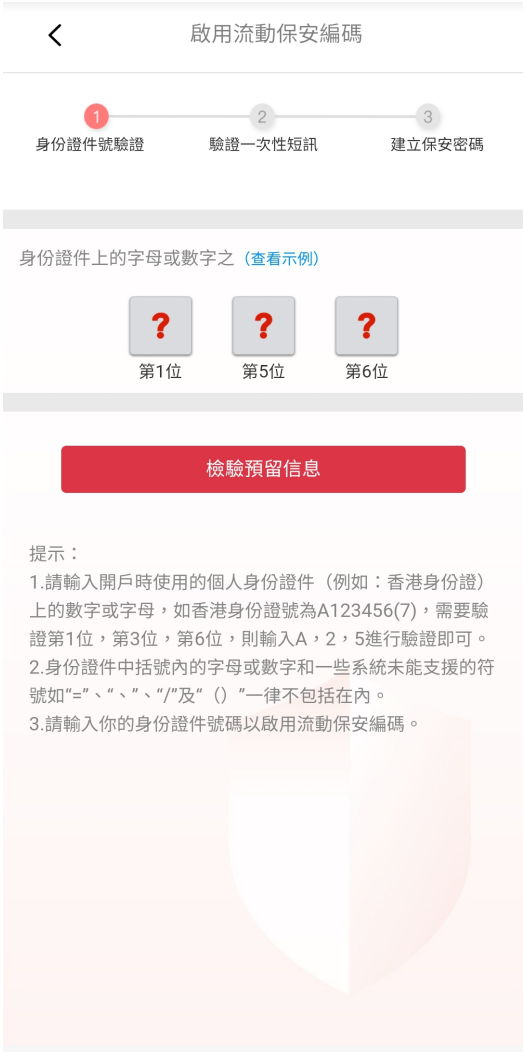 啟用流動保安編碼
1
2
3
身份證件號驗證
驗證一次性短訊
建立保安密碼
身份證件上的字母或數字之（查看示例）
? ? ?
第1位 第5位 第6位
檢驗預留信息
提示：
1.請輸入開戶時使用的個人身份證件（例如：香港身份證）
上的數字或字母，如香港身份證號為A123456(7)，需要驗
證第1位，第3位，第6位，則輸入A，2，5進行驗證即可。
2.身份證件中括號內的字母或數字和一些系統未能支援的符
號如“=”、“、”、“/”及“（）”一律不包括在內。
3.請輸入你的身份證件號碼以啟用流動保安編碼。